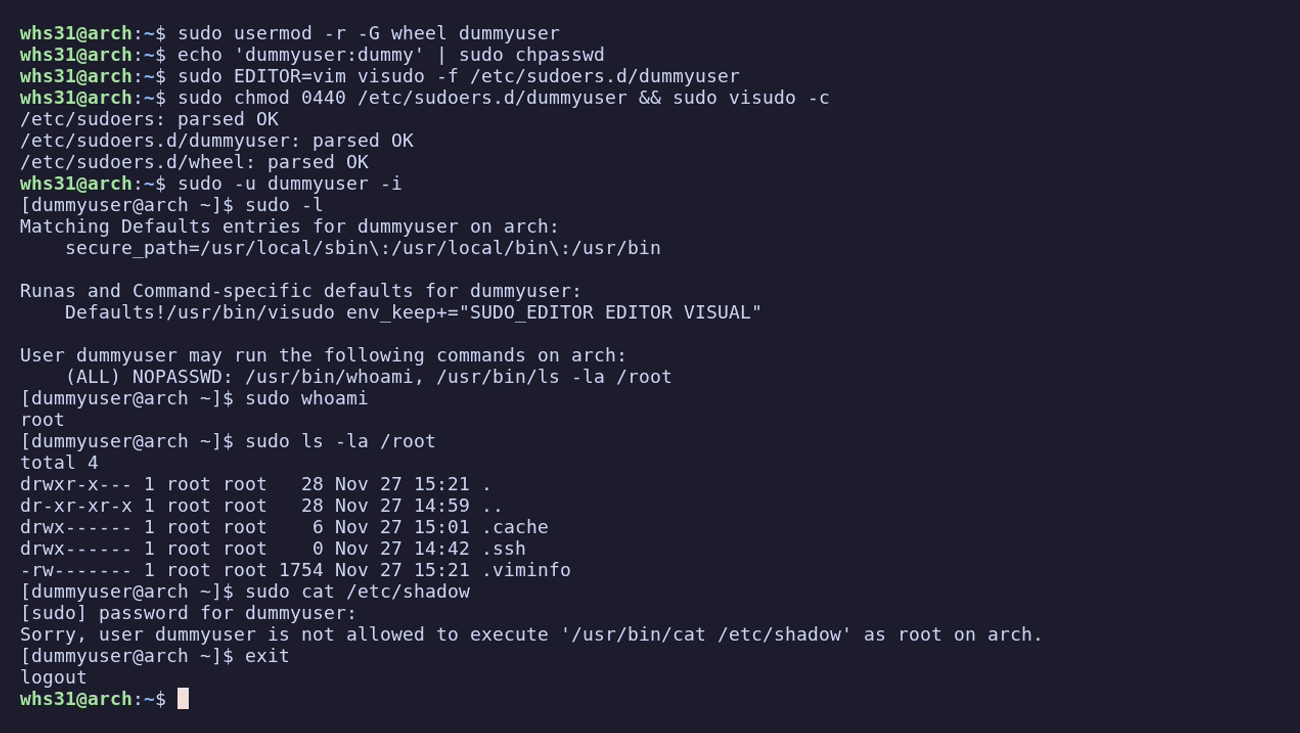 whs31@arch:~$ sudo usermod -r -G wheel dummyuser
whs31@arch:~$ echo 'dummyuser:dummy' | sudo chpasswd
whs31@arch:~$ sudo EDITOR=vim visudo -f /etc/sudoers.d/dummyuser
whs31@arch:~$ sudo chmod 0440 /etc/sudoers.d/dummyuser && sudo visudo -c
/etc/sudoers: parsed OK
/etc/sudoers.d/dummyuser: parsed OK
/etc/sudoers.d/wheel: parsed OK
whs31@arch:~$ sudo -u dummyuser -i
[dummyuser@arch ~]$ sudo -l
Matching Defaults entries for dummyuser on arch:
    secure_path=/usr/local/sbin\:/usr/local/bin\:/usr/bin

Runas and Command-specific defaults for dummyuser:
    Defaults!/usr/bin/visudo env_keep+="SUDO_EDITOR EDITOR VISUAL"

User dummyuser may run the following commands on arch:
    (ALL) NOPASSWD: /usr/bin/whoami, /usr/bin/ls -la /root
[dummyuser@arch ~]$ sudo whoami
root
[dummyuser@arch ~]$ sudo ls -la /root
total 4
drwxr-x--- 1 root root   28 Nov 27 15:21 .
dr-xr-xr-x 1 root root   28 Nov 27 14:59 ..
drwx------ 1 root root    6 Nov 27 15:01 .cache
drwx------ 1 root root    0 Nov 27 14:42 .ssh
-rw------- 1 root root 1754 Nov 27 15:21 .viminfo
[dummyuser@arch ~]$ sudo cat /etc/shadow
[sudo] password for dummyuser:
Sorry, user dummyuser is not allowed to execute '/usr/bin/cat /etc/shadow' as root on arch.
[dummyuser@arch ~]$ exit
logout
whs31@arch:~$